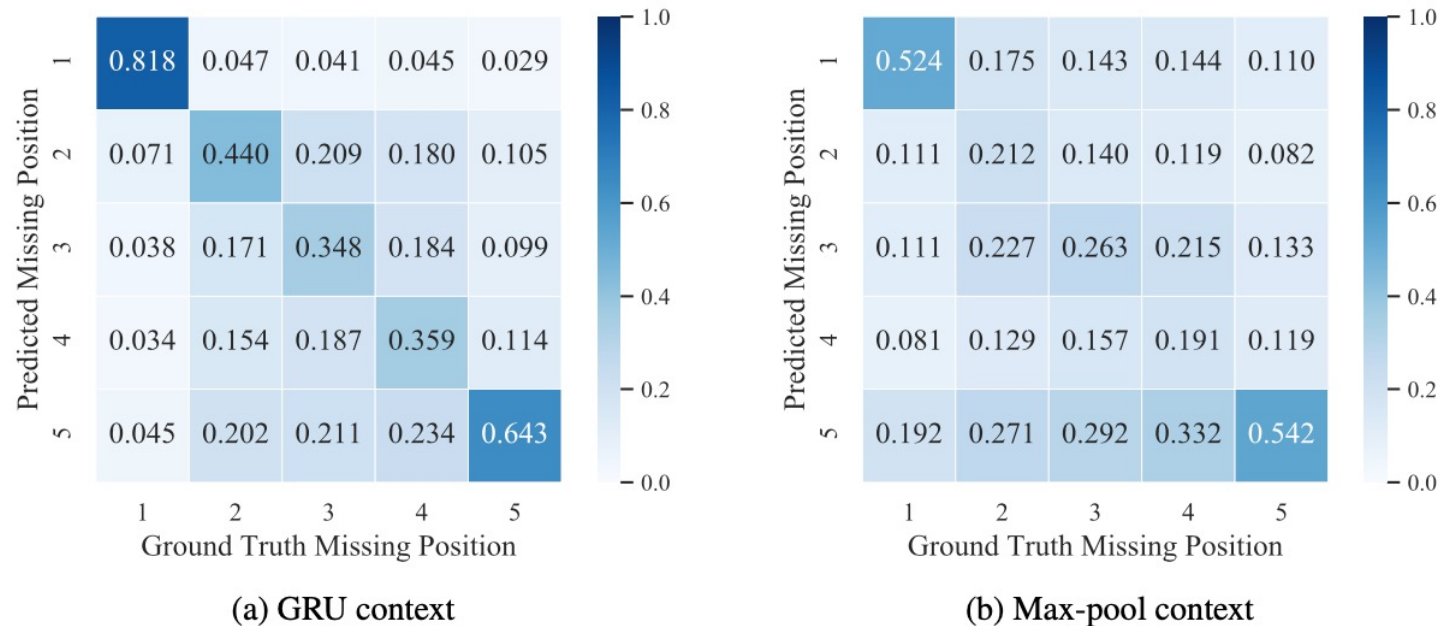 1.0
0.8
0.6
0.4
0.2
0.0
Predicted Missing Position
1 0.818 0.047 0.041 0.045 0.029
2 0.071 0.440 0.209 0.180 0.105
3 0.038 0.171 0.348 0.184 0.099
4 0.034 0.154 0.187 0.359 0.114
5 0.045 0.202 0.211 0.234 0.643
1 2 3 4 5
Ground Truth Missing Position
(a) GRU context
1.0
0.8
0.6
0.4
0.2
0.0
Predicted Missing Position
1 0.524 0.175 0.143 0.144 0.110
2 0.111 0.212 0.140 0.119 0.082
3 0.111 0.227 0.263 0.215 0.133
4 0.081 0.129 0.157 0.191 0.119
5 0.192 0.271 0.292 0.332 0.542
1 2 3 4 5
Ground Truth Missing Position
(b) Max-pool context